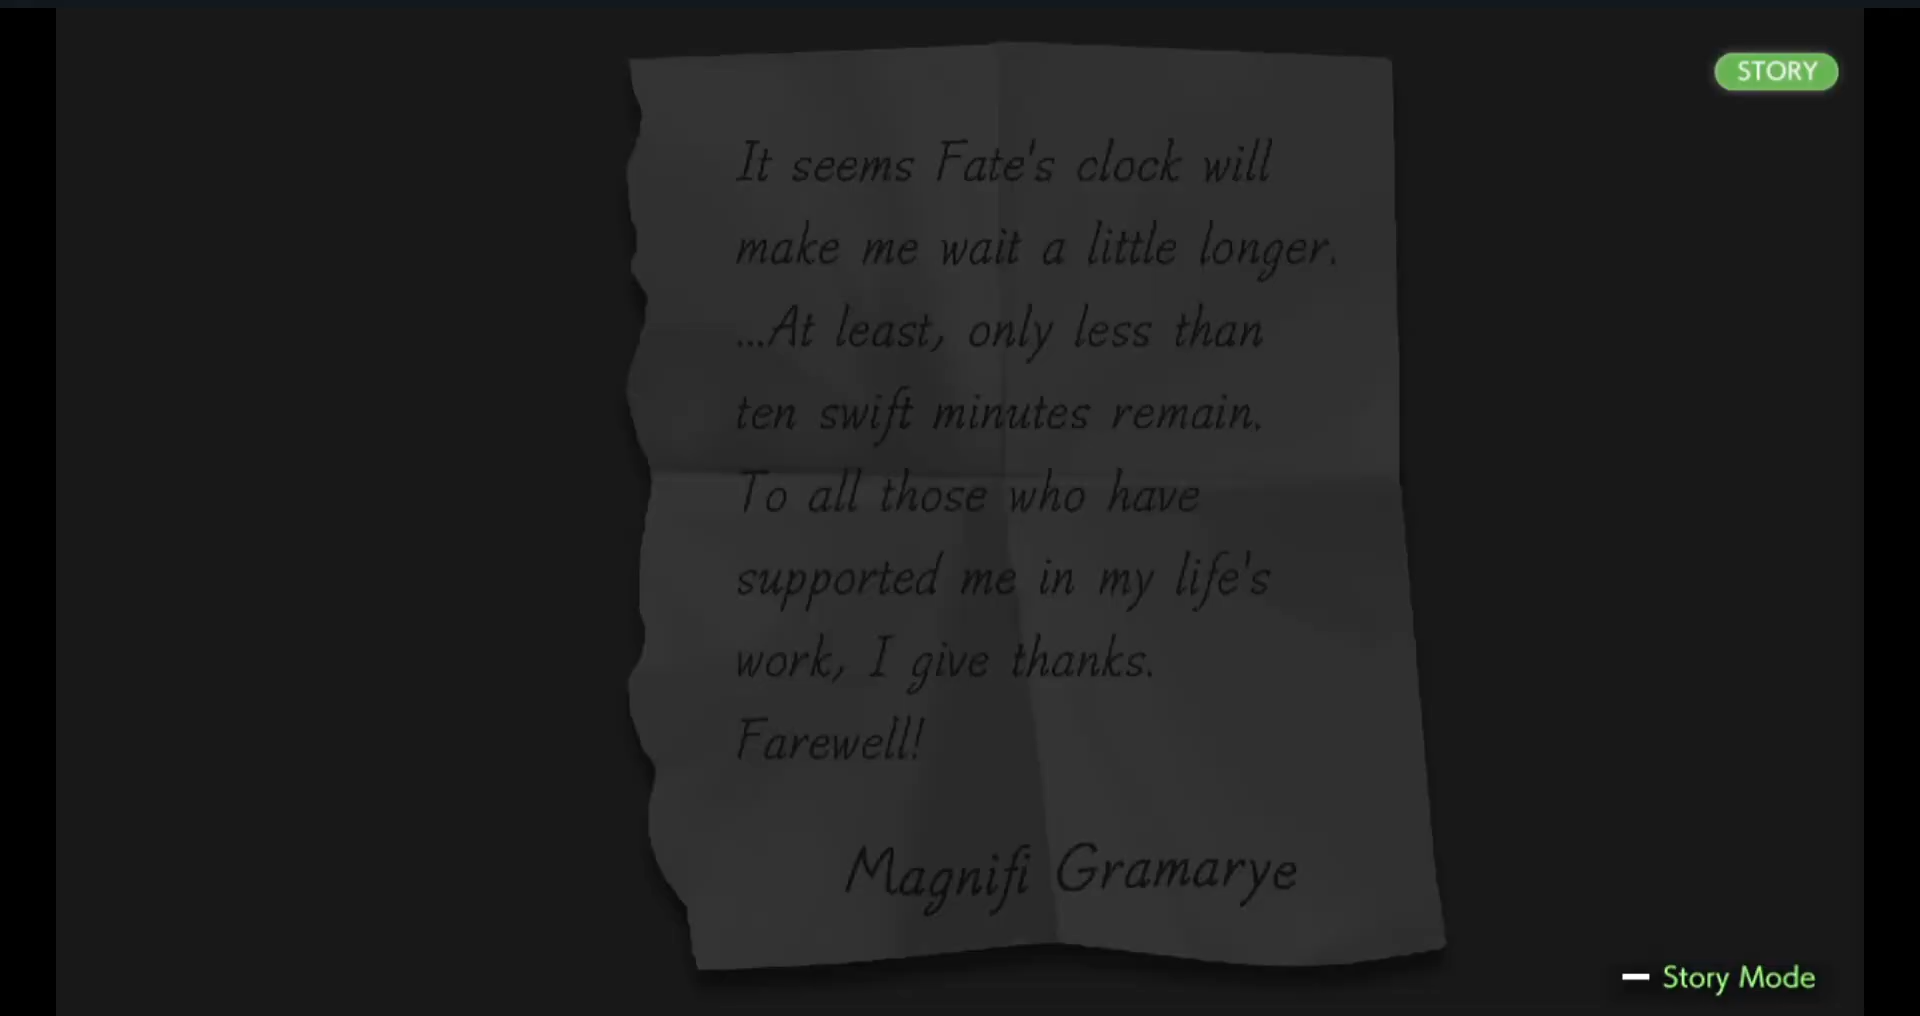 STORY
It seems Fate's clock will
make me wait a little longer.
...At least, only less than
ten swift minutes remain.
To all those who have
supported me in my life's
work, I give thanks.
Farewell!
Magnifi Gramarye
Story Mode